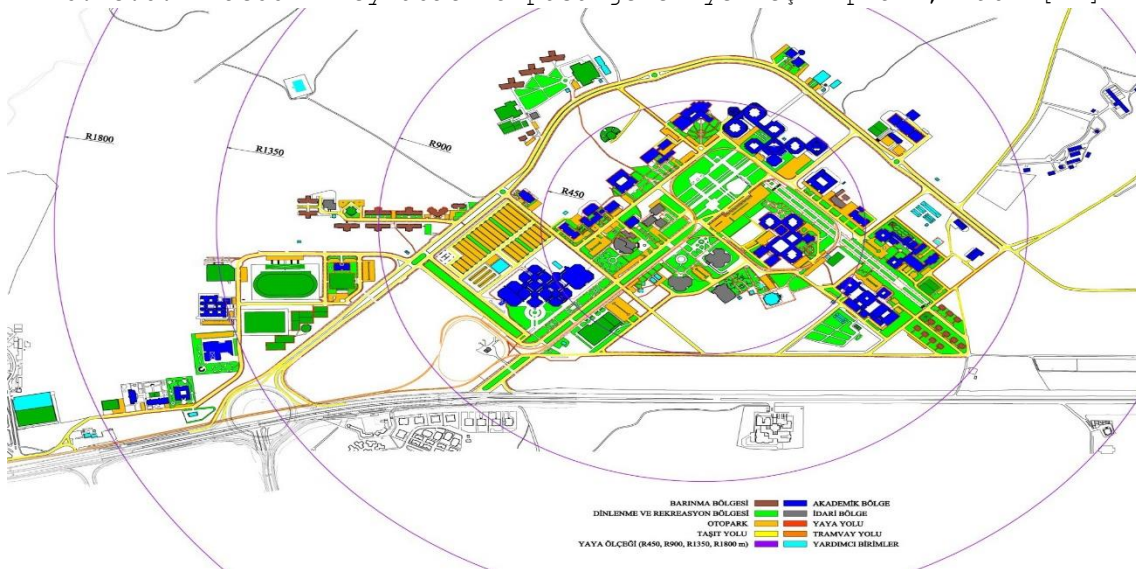 R1800
R1350
R900
R450
H
BARINMA BÖLGESİ AKADEMİK BÖLGE
DİNLENME VE REKREASYON BÖLGESİ İDARİ BÖLGE
OTOPARK YAYA YOLU
TAŞIT YOLU TRAMVAY YOLU
YAYA ÖLÇEĞİ (R450, R900, R1350, R1800 m) YARDIMCI BİRİMLER